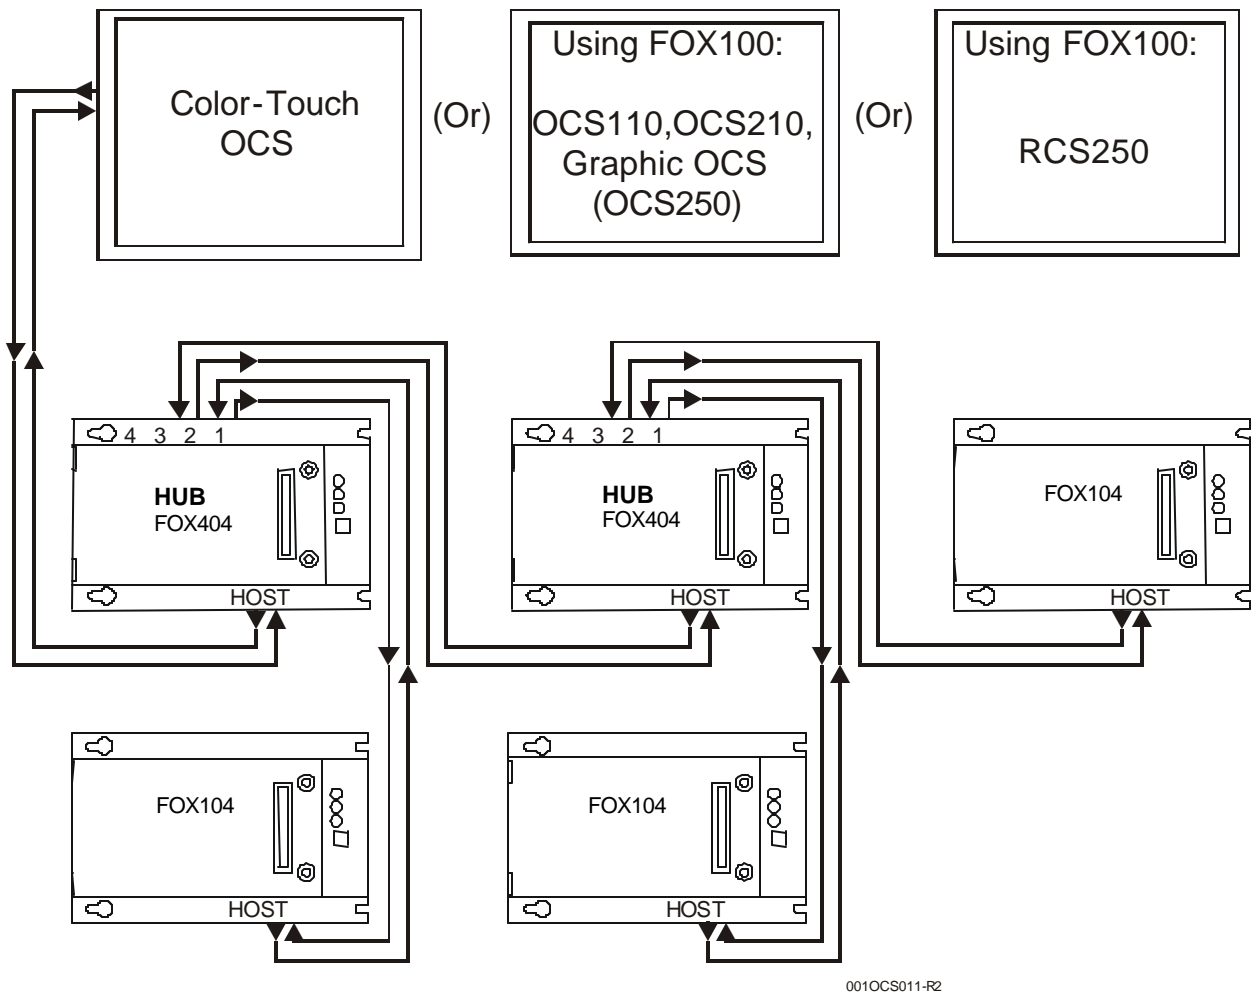 Color-Touch
OCS
(Or)
Using FOX100:
OCS110,OCS210,
Graphic OCS
(OCS250)
(Or)
Using FOX100:
RCS250
4 3 2 1
HUB
FOX404
HOST
4 3 2 1
HUB
FOX404
HOST
FOX104
HOST
FOX104
HOST
FOX104
HOST
001OCS011-R2